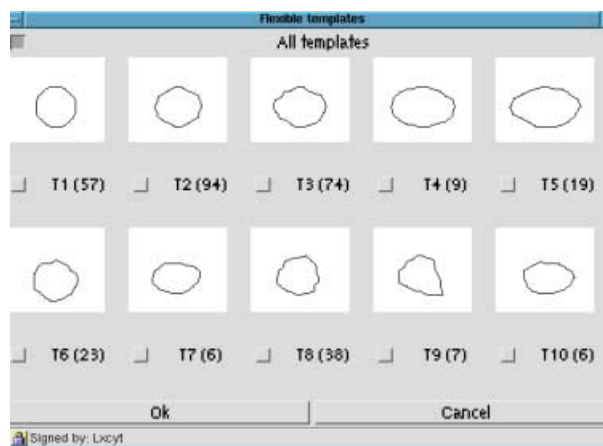 Flexible templates
All templates
T1 (57) T2 (94) T3 (74) T4 (9) T5 (19)
T6 (23) T7 (6) T8 (38) T9 (7) T10 (6)
Ok Cancel
Signed by: Lxcyt